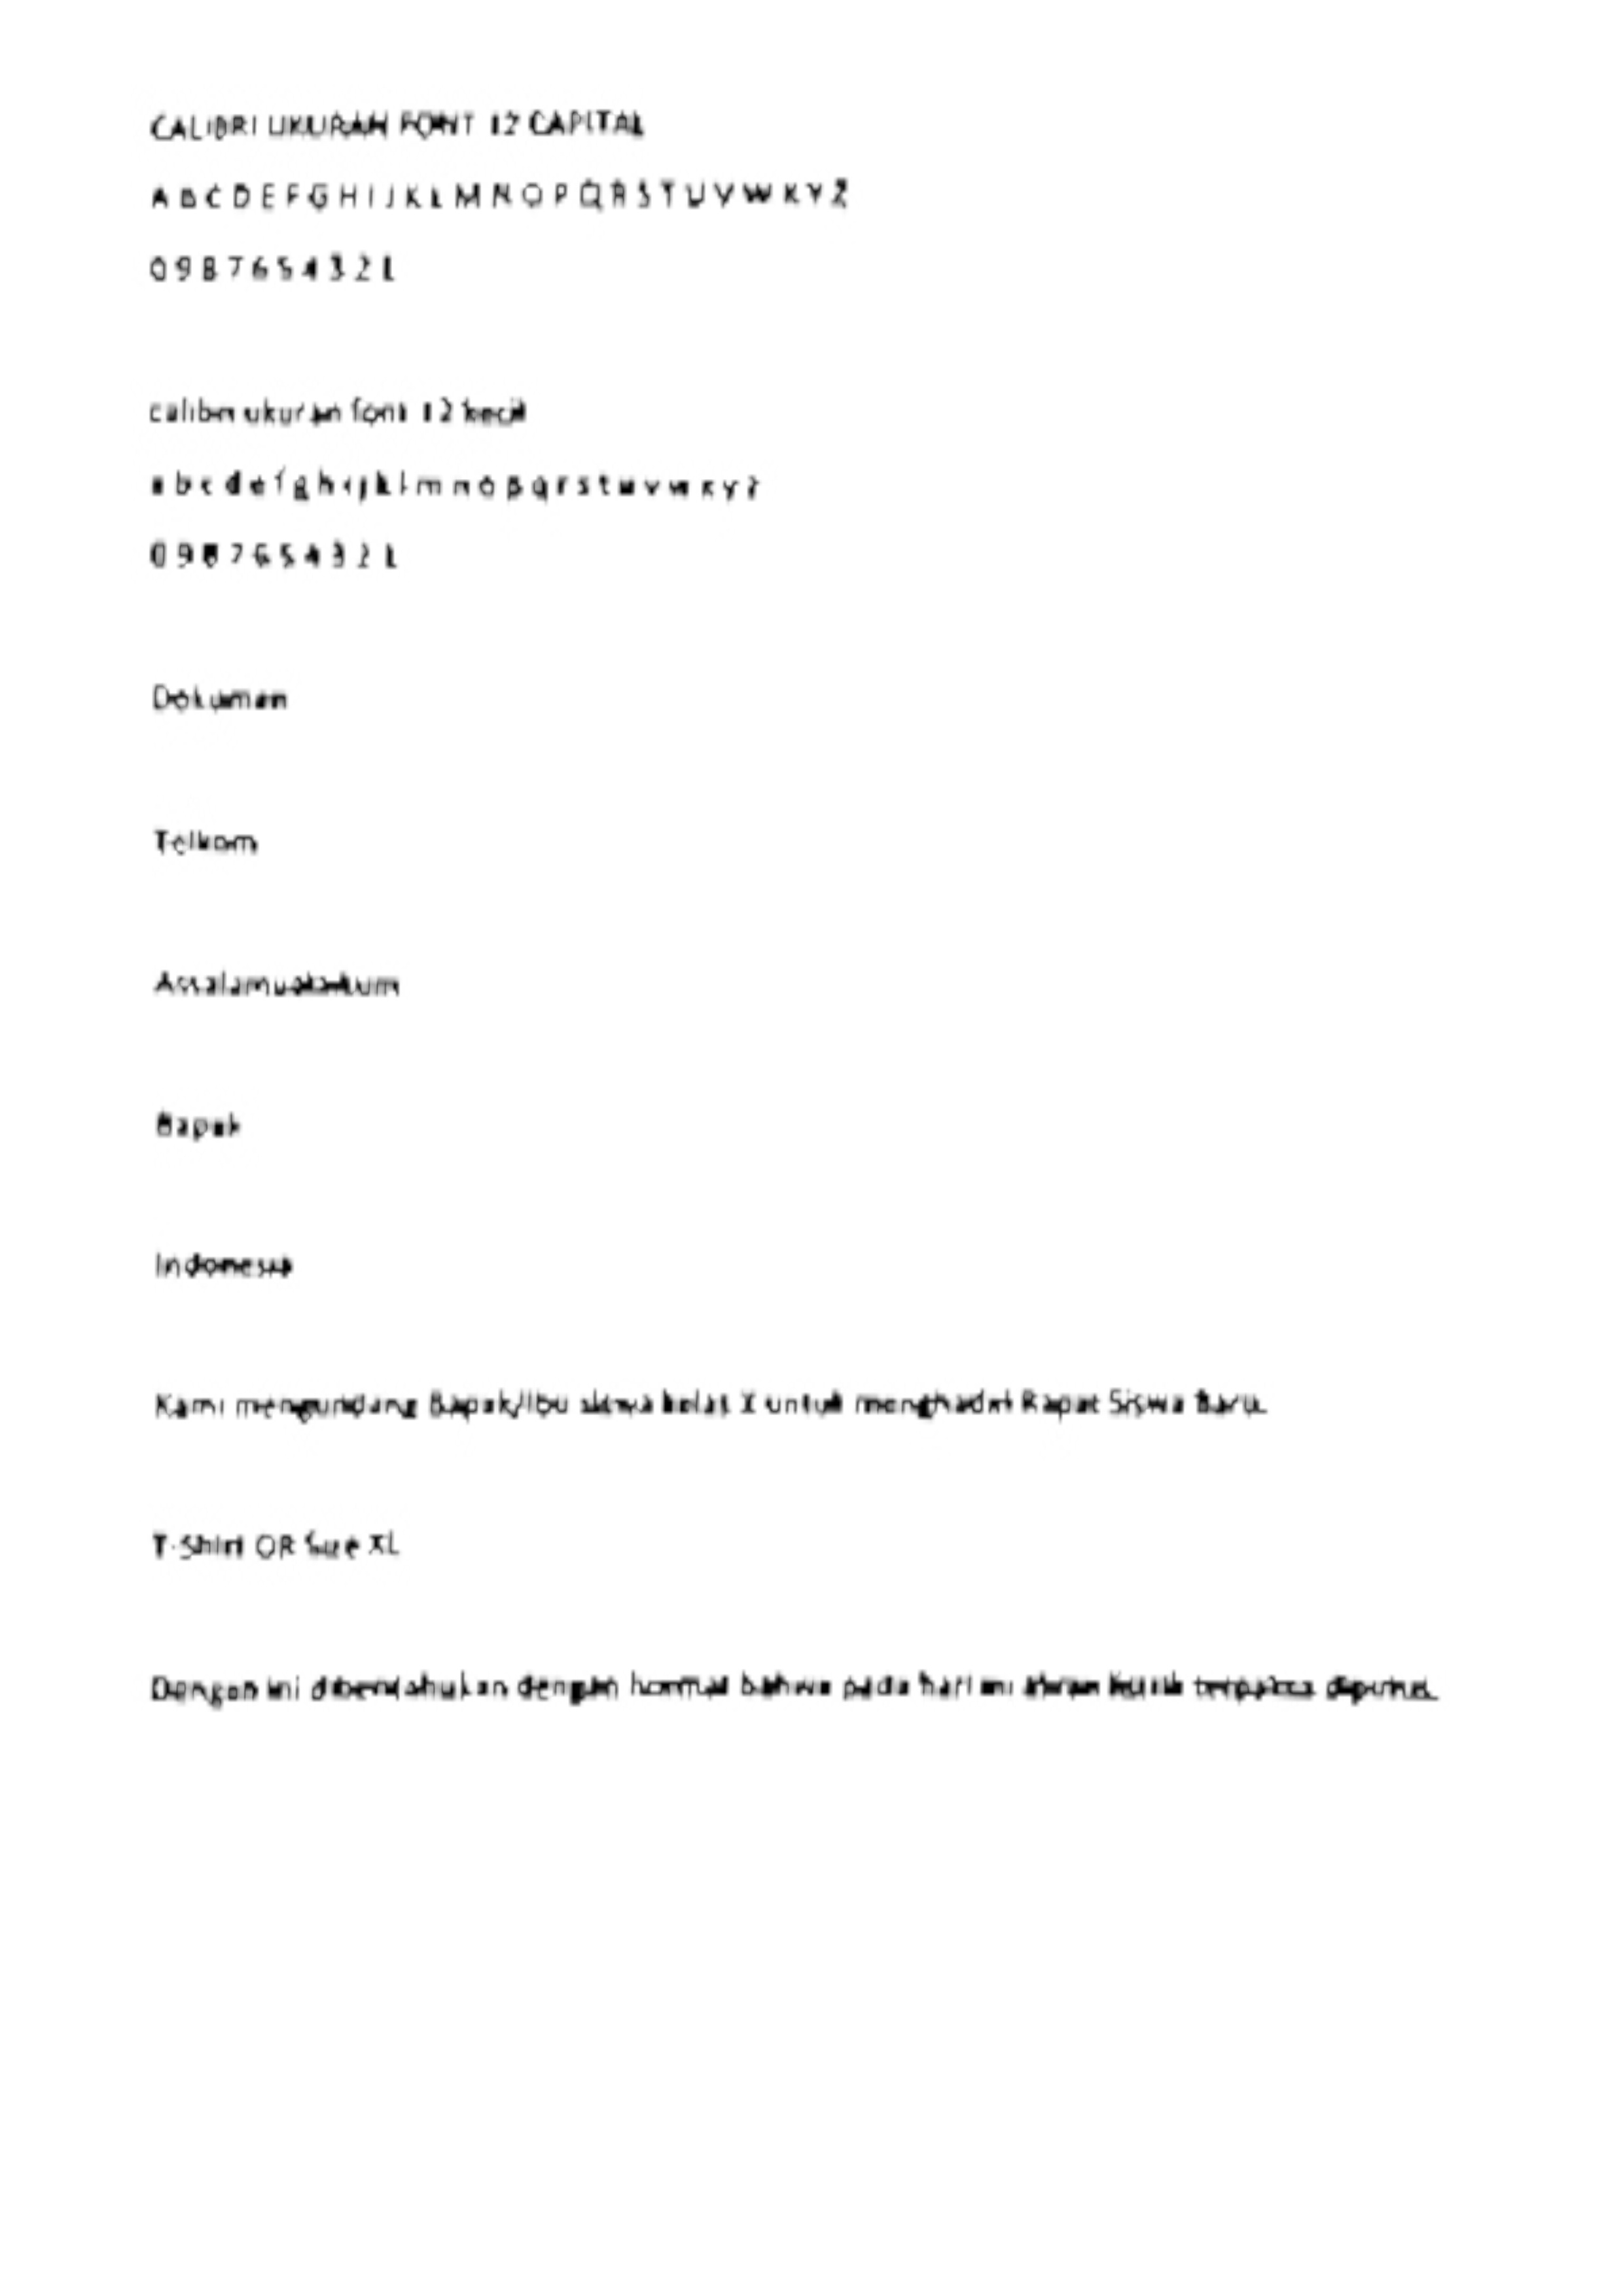 CALIBRI UKURAN FONT 12 CAPITAL
A B C D E F G H I J K L M N O P Q R S T U V W X Y Z
0 9 8 7 6 5 4 3 2 1
calibri ukuran font 12 kecil
a b c d e f g h i j k l m n o p q r s t u v w x y z
0 9 8 7 6 5 4 3 2 1
Dokumen
Telkom
Assalamualaikum
Bapak
Indonesia
Kami mengundang Bapak/Ibu siswa kelas X untuk menghadiri Rapat Siswa Baru.
T-Shirt OR Size XL
Dengan ini diberitahukan dengan hormat bahwa pada hari ini aliran listrik terpaksa diputus.